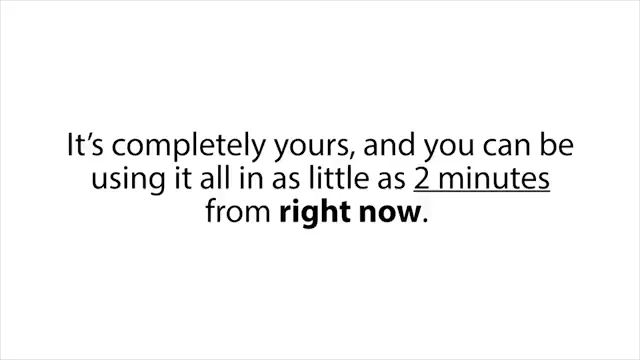 It’s completely yours, and you can be
using it all in as little as 2 minutes
from right now.